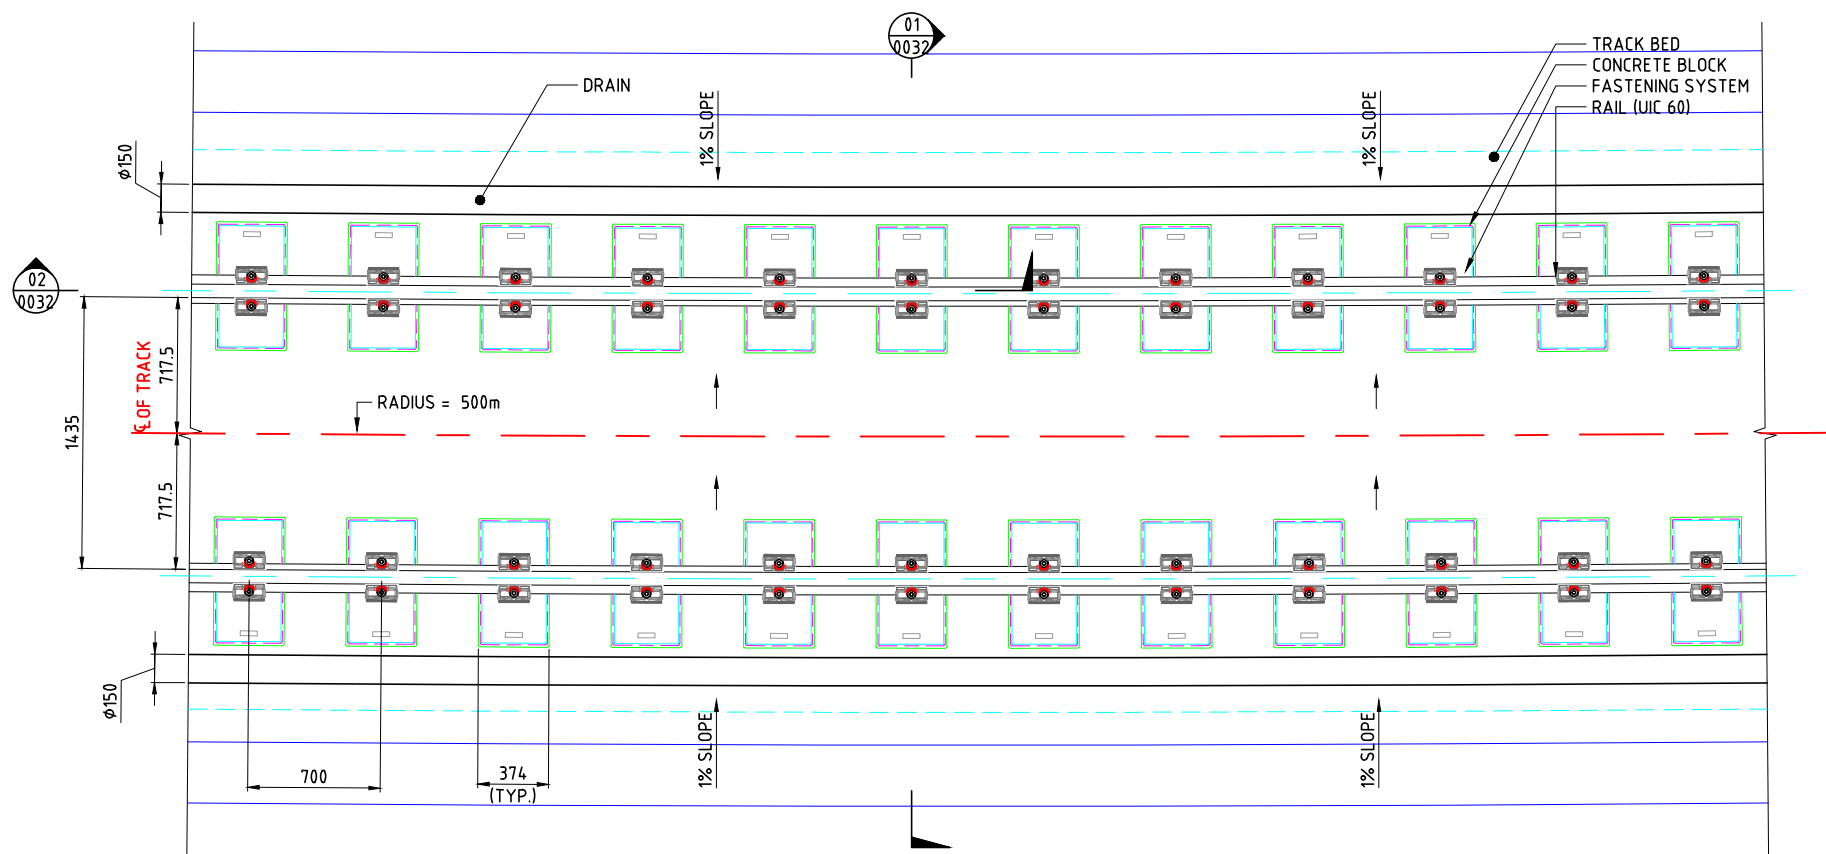 01
0032
TRACK BED
CONCRETE BLOCK
FASTENING SYSTEM
RAIL (UIC 60)
DRAIN
1% SLOPE
1% SLOPE
φ150
02
0032
℄ OF TRACK
717.5
1435
RADIUS = 500m
717.5
φ150
700
374
(TYP.)
1% SLOPE
1% SLOPE